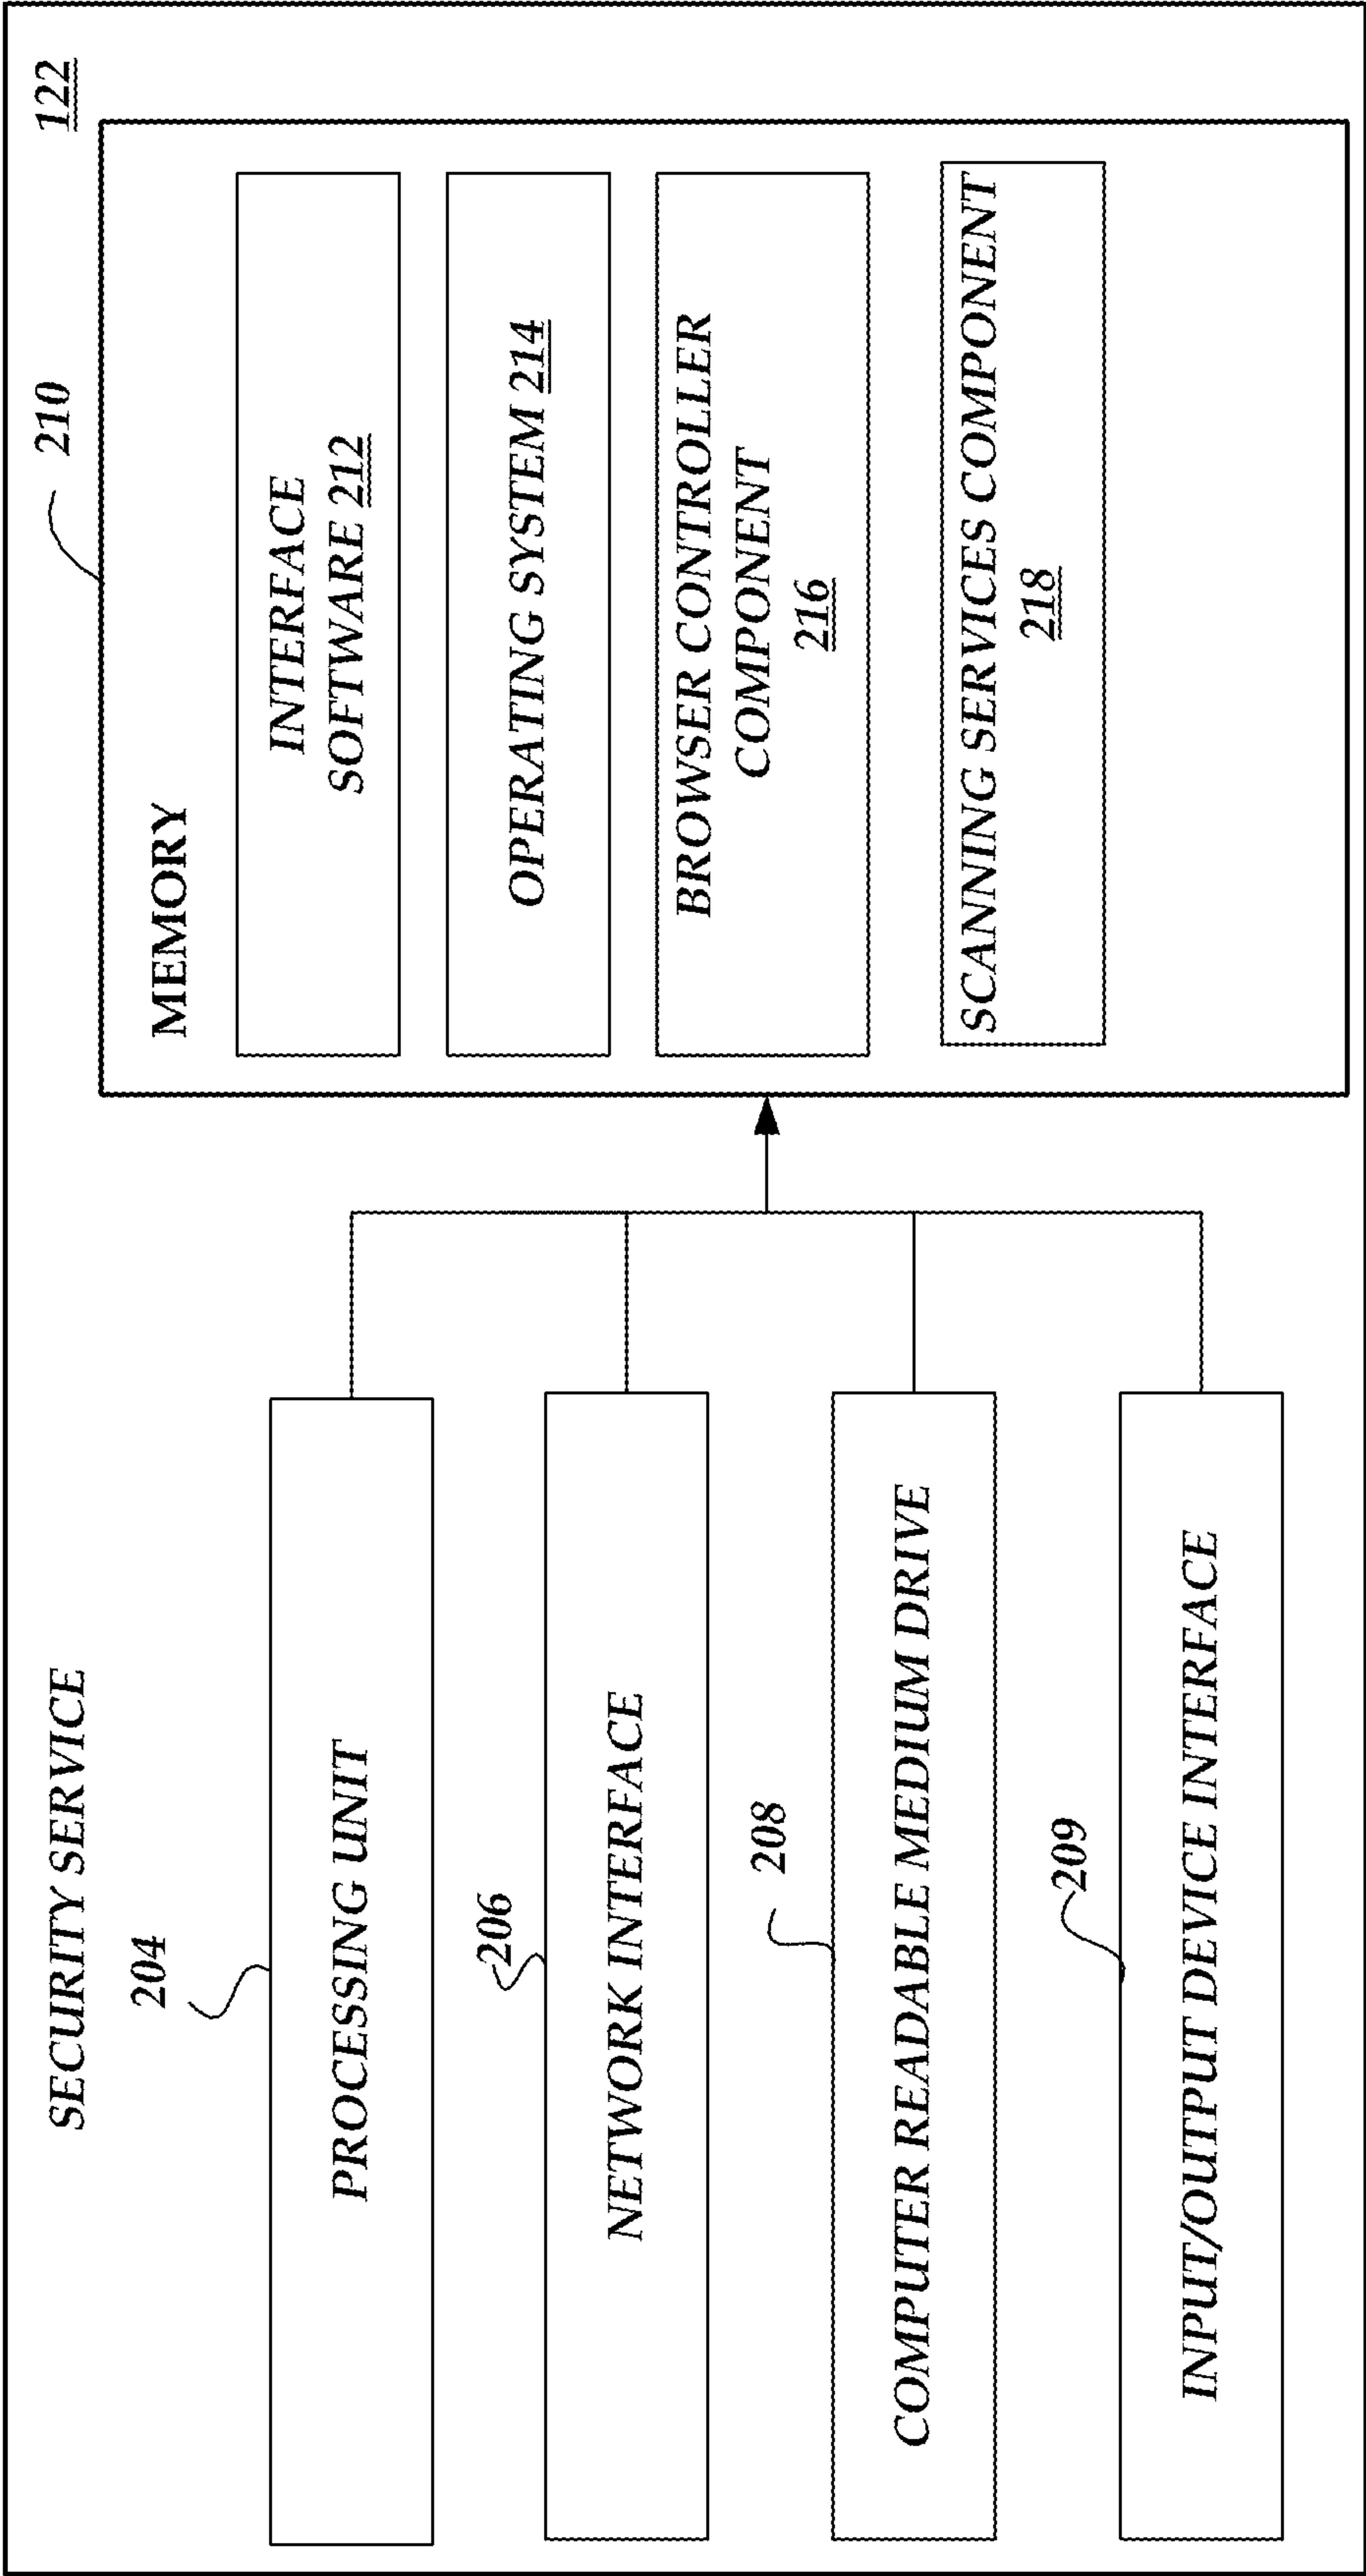 SECURITY SERVICE
122
204
PROCESSING UNIT
206
NETWORK INTERFACE
208
COMPUTER READABLE MEDIUM DRIVE
209
INPUT/OUTPUT DEVICE INTERFACE
210
MEMORY
INTERFACE
SOFTWARE 212
OPERATING SYSTEM 214
BROWSER CONTROLLER
COMPONENT
216
SCANNING SERVICES COMPONENT
218